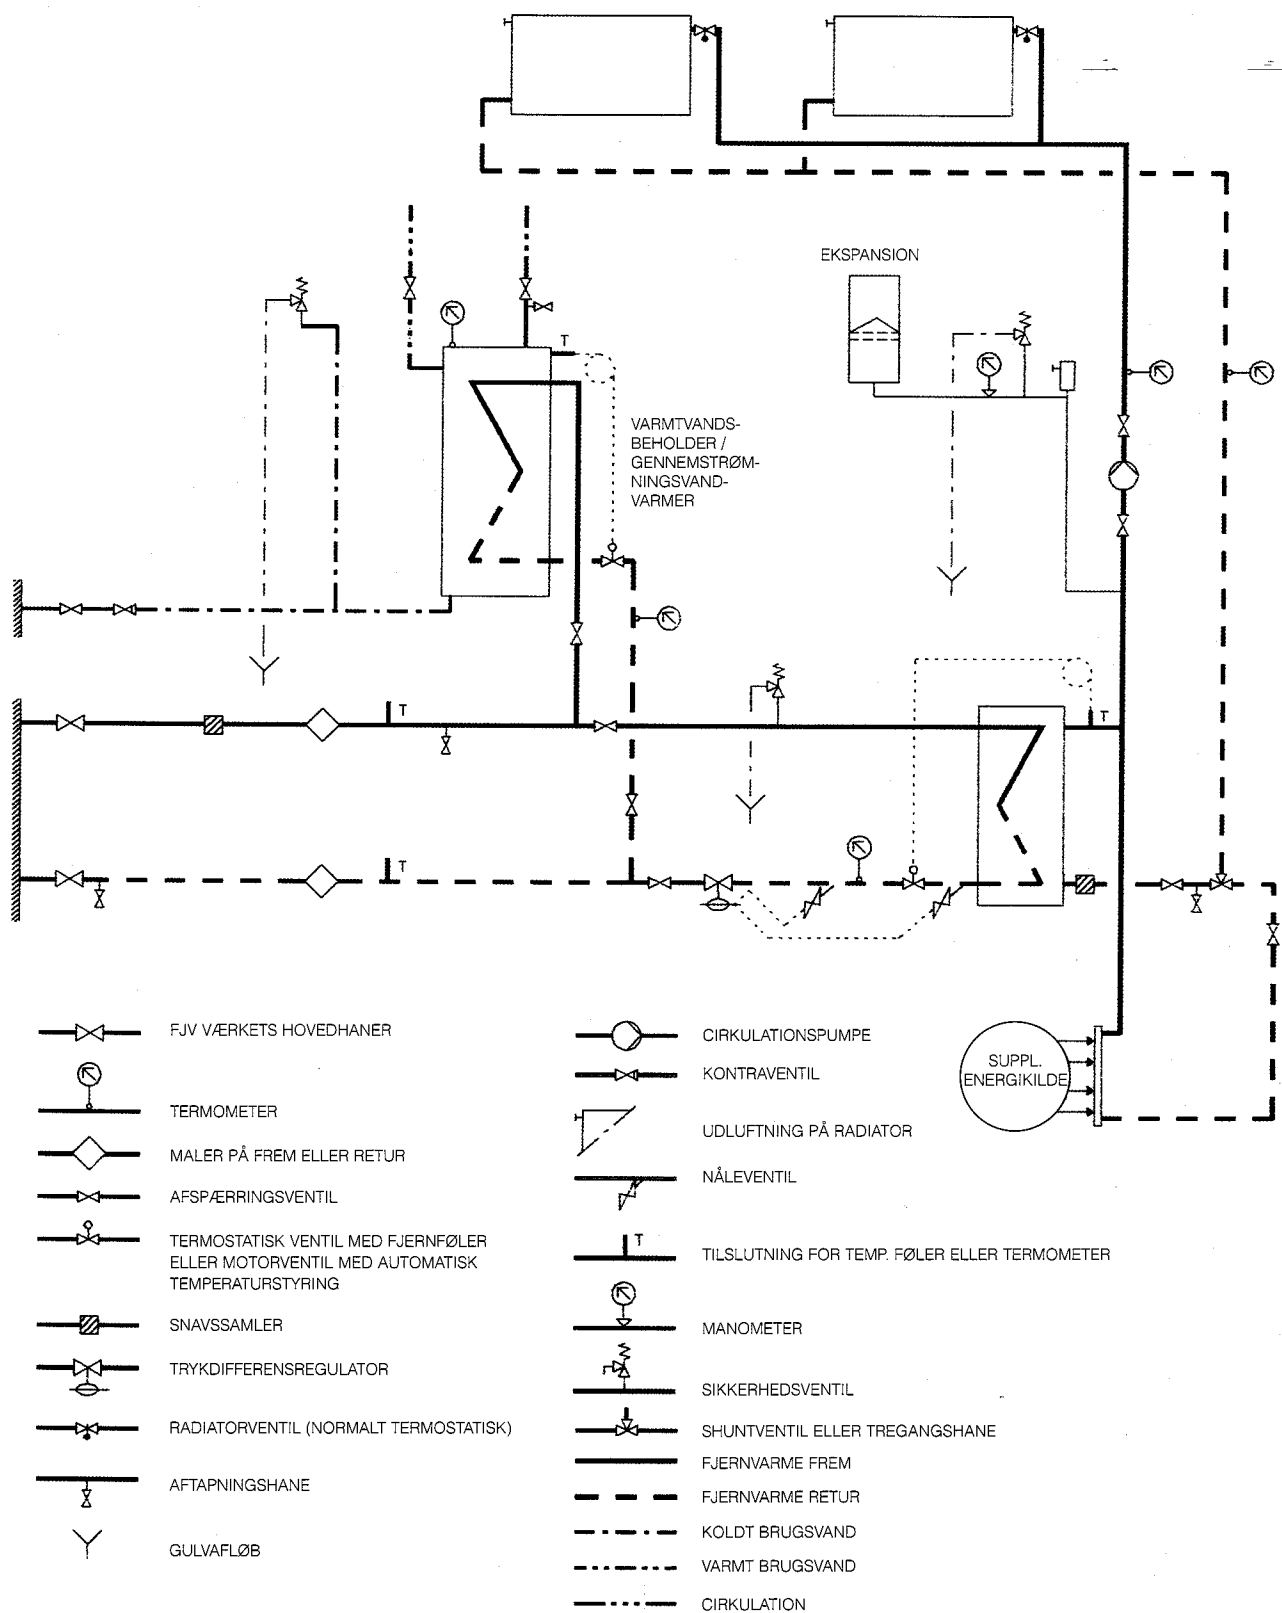 EKSPANSION
T
VARMTVANDS-
BEHOLDER /
GENNEMSTRØM-
NINGSVAND-
VARMER
T
T
T
SUPPL.
ENERGIKILDE
FJV VÆRKETS HOVEDHANER
TERMOMETER
MALER PÅ FREM ELLER RETUR
AFSPÆRRINGSVENTIL
TERMOSTATISK VENTIL MED FJERNFØLER
ELLER MOTORVENTIL MED AUTOMATISK
TEMPERATURSTYRING
SNAVSSAMLER
TRYKDIFFERENSREGULATOR
RADIATORVENTIL (NORMALT TERMOSTATISK)
AFTAPNINGSHANE
GULVAFLØB
CIRKULATIONSPUMPE
KONTRAVENTIL
UDLUFTNING PÅ RADIATOR
NÅLEVENTIL
T
TILSLUTNING FOR TEMP. FØLER ELLER TERMOMETER
MANOMETER
SIKKERHEDSVENTIL
SHUNTVENTIL ELLER TREGANGSHANE
FJERNVARME FREM
FJERNVARME RETUR
KOLDT BRUGSVAND
VARMT BRUGSVAND
CIRKULATION